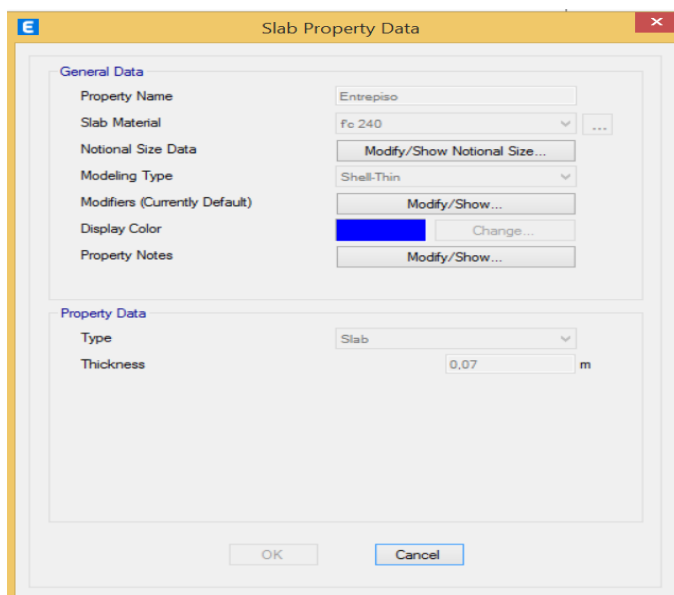 E
Slab Property Data
General Data
Property Name Entrepiso
Slab Material f'c 240 ...
Notional Size Data Modify/Show Notional Size...
Modeling Type Shell-Thin
Modifiers (Currently Default) Modify/Show...
Display Color Change...
Property Notes Modify/Show...
Property Data
Type Slab
Thickness 0,07 m
OK Cancel